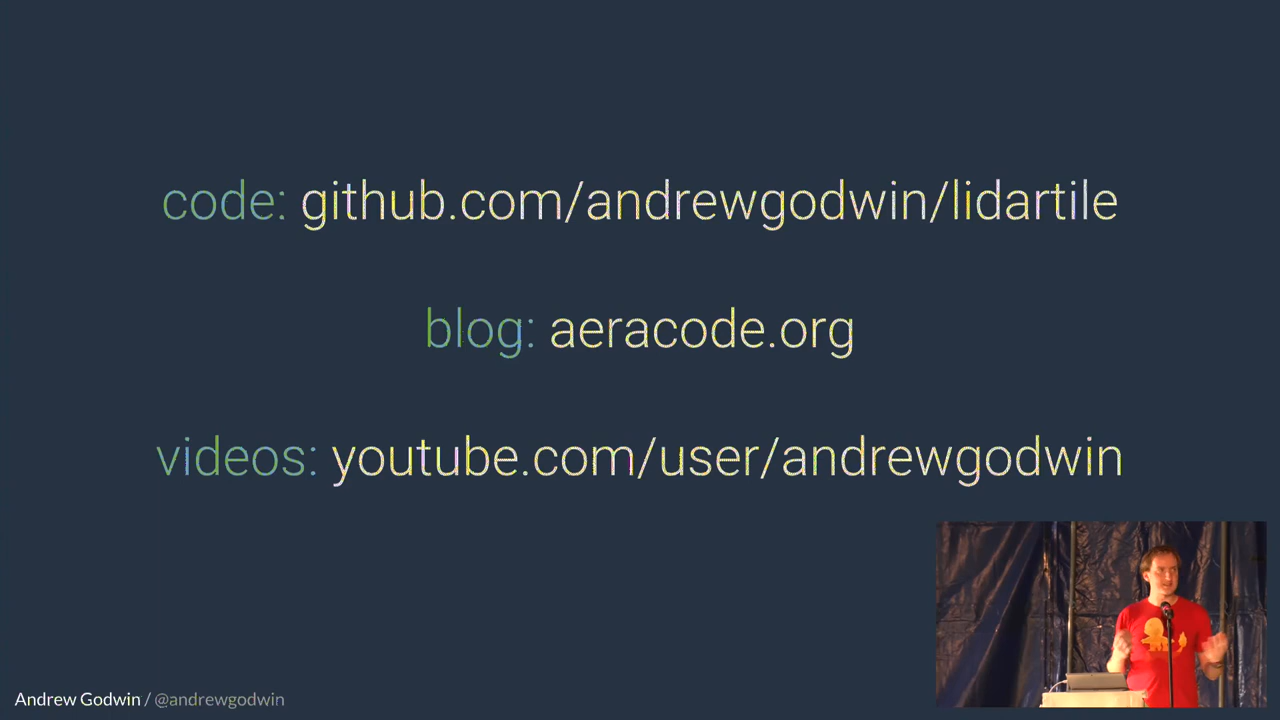 code: github.com/andrewgodwin/lidartile
blog: aeracode.org
videos: youtube.com/user/andrewgodwin
Andrew Godwin / @andrewgodwin